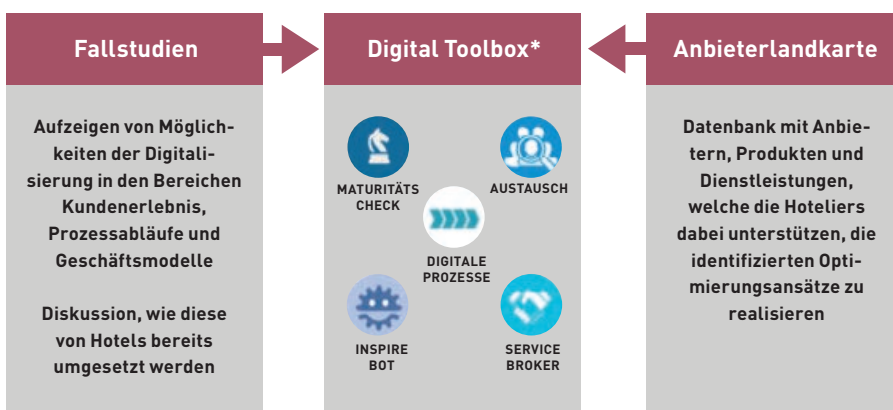 Fallstudien
Aufzeigen von Möglich-
keiten der Digitali-
sierung in den Bereichen
Kundenerlebnis,
Prozessabläufe und
Geschäftsmodelle
Diskussion, wie diese
von Hotels bereits
umgesetzt werden
Digital Toolbox*
MATURITÄTS
CHECK
AUSTAUSCH
DIGITALE
PROZESSE
INSPIRE
BOT
SERVICE
BROKER
Anbieterlandkarte
Datenbank mit Anbie-
tern, Produkten und
Dienstleistungen,
welche die Hoteliers
dabei unterstützen, die
identifizierten Opti-
mierungsansätze zu
realisieren